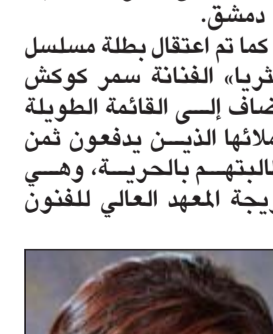 دمشق.
كما تم اعتقال بطلة مسلسل
ثريا» الفنانة سمر كوكش
ضاف إلى القائمة الطويلة
ملائها الذين يدفعون ثمن
طالبتهم بالحرية، وهي
ريجة المعهد العالي للفنون